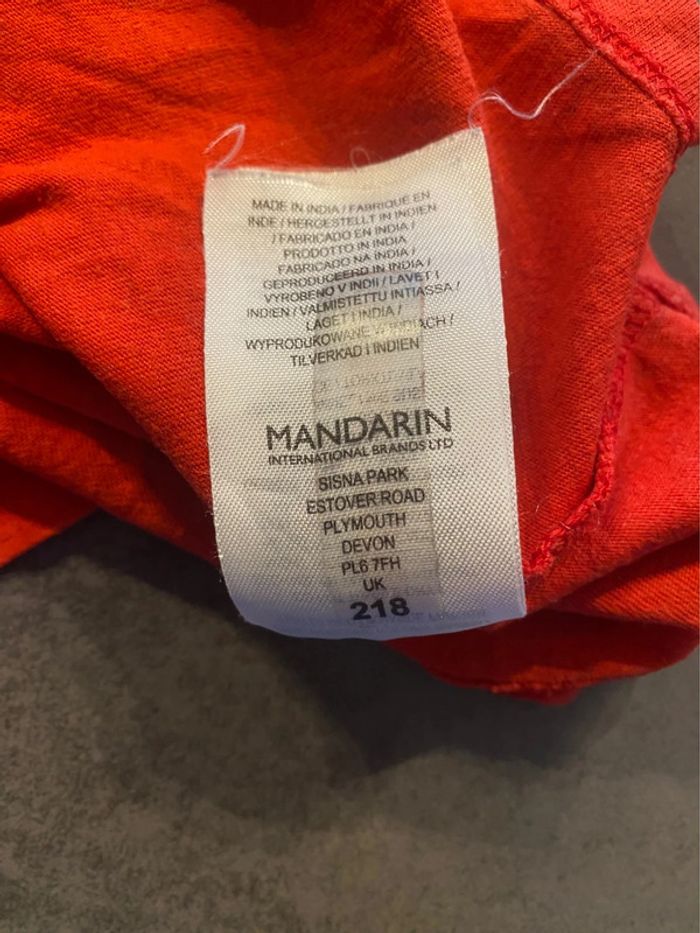 MADE IN INDIA / FABRIQUE EN
INDE / HERGESTELLT IN INDIEN
/ FABRICADO EN INDIA /
PRODOTTO IN INDIA
FABRICADO NA INDIA /
GEPRODUCEERD IN INDIA /
VYROBENO V INDII / LAVET I
INDIEN / VALMISTETTU INTIASSA /
LAGET I INDIA /
WYPRODUKOWANE W INDIACH /
TILVERKAD I INDIEN
MANDARIN
INTERNATIONAL BRANDS LTD
SISNA PARK
ESTOVER ROAD
PLYMOUTH
DEVON
PL6 7FH
UK
218